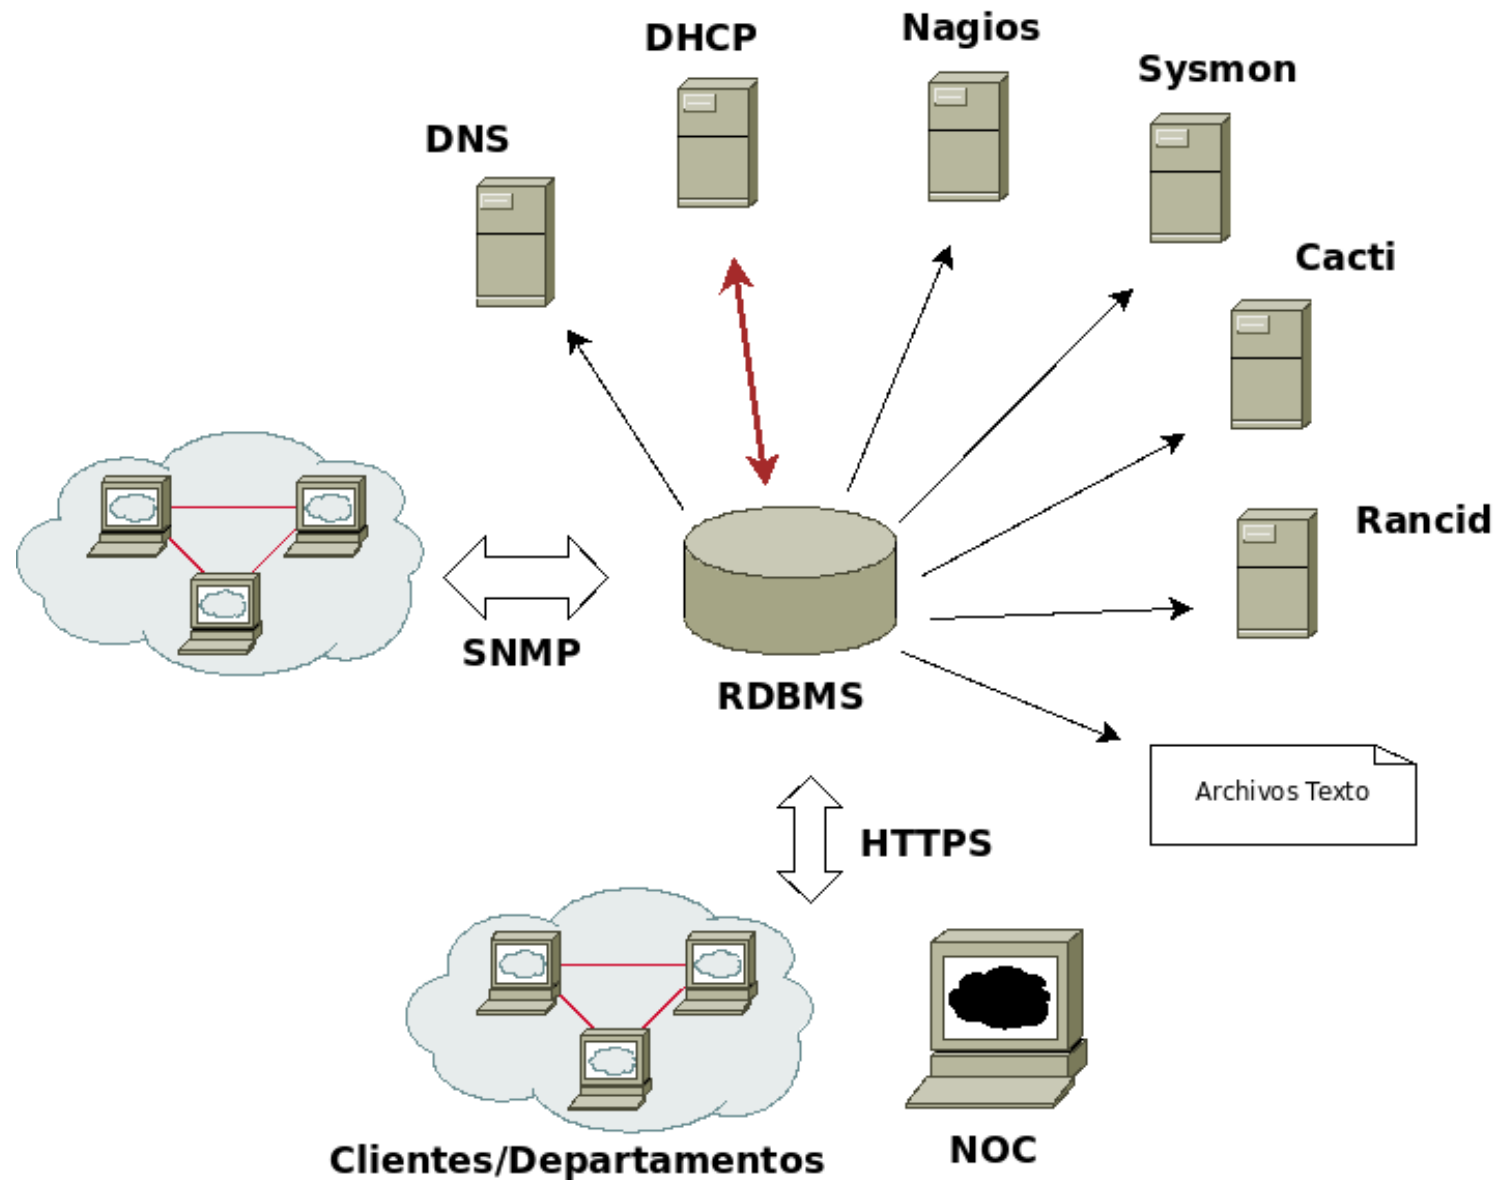 DHCP
Nagios
Sysmon
DNS
Cacti
Rancid
SNMP
RDBMS
Archivos Texto
HTTPS
Clientes/Departamentos
NOC